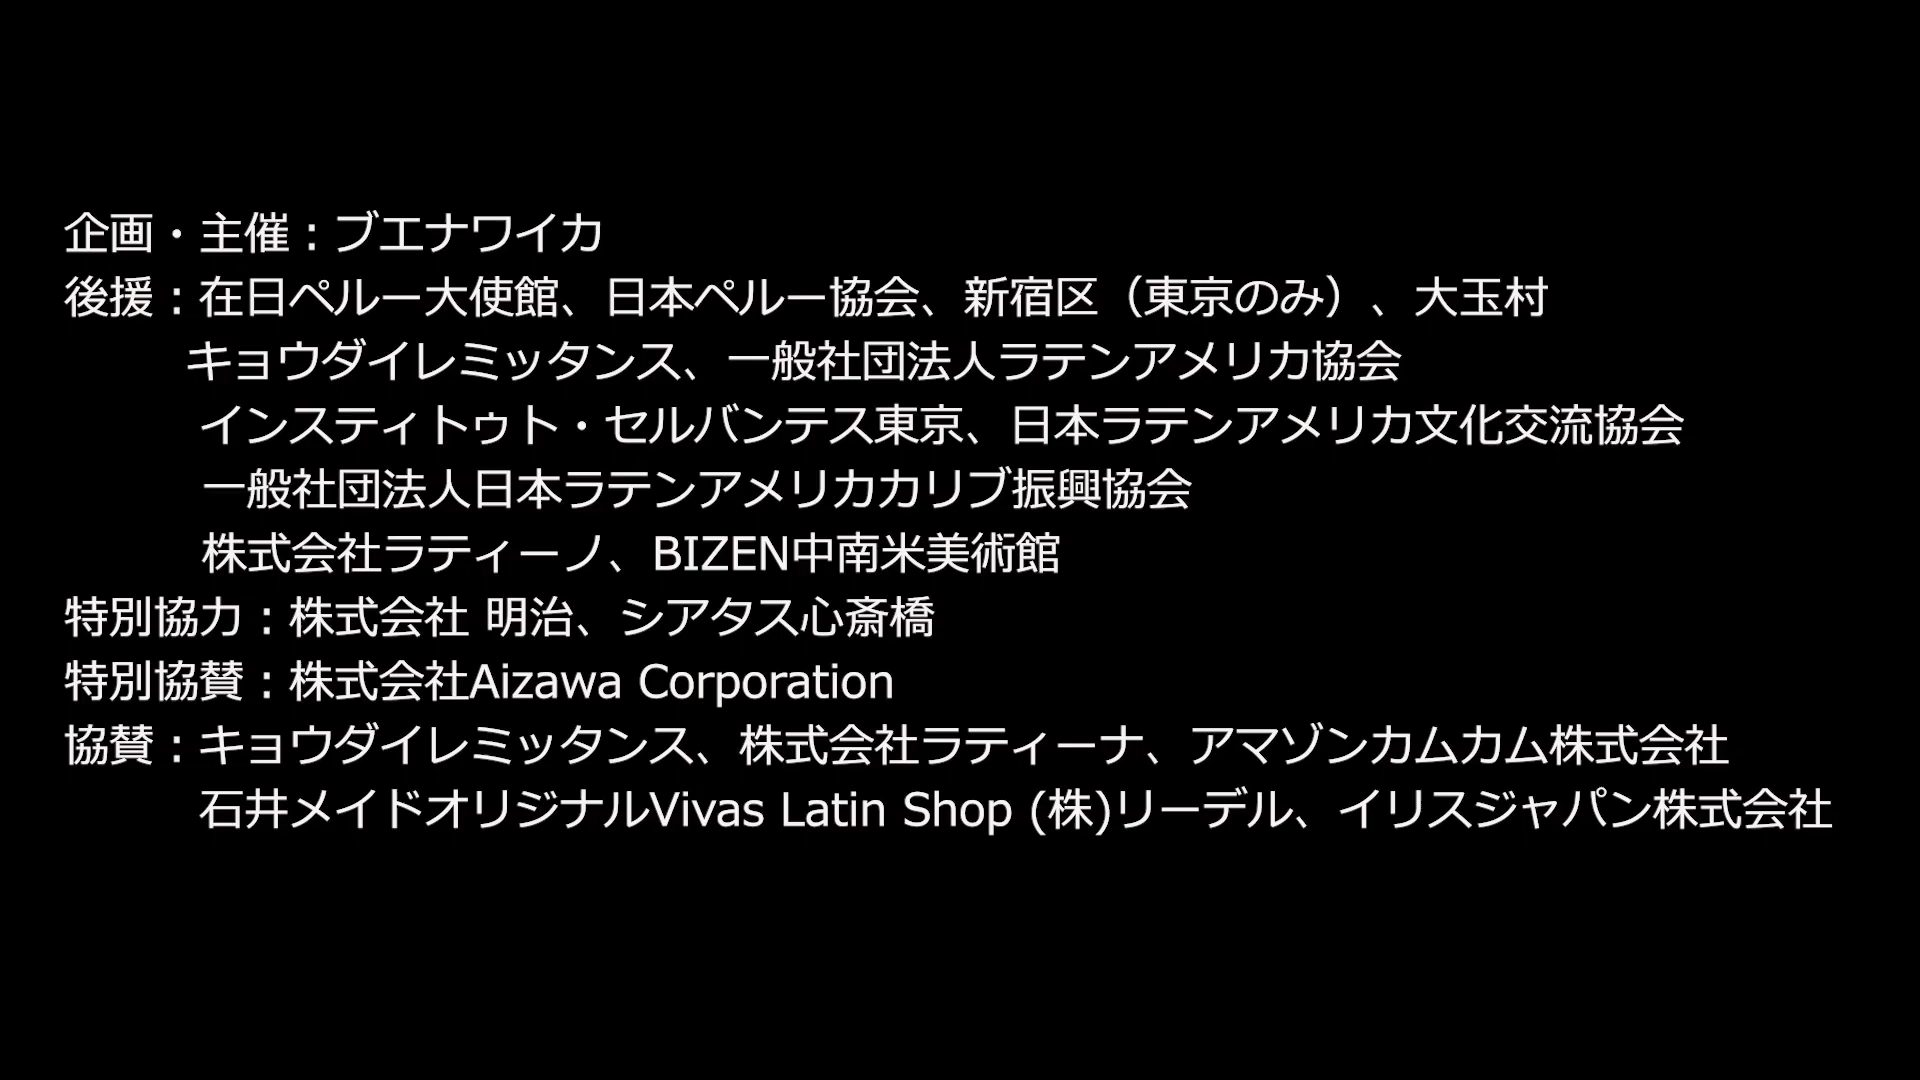 企画・主催：ブエナワイカ
後援：在日ペルー大使館、日本ペルー協会、新宿区（東京のみ）、大玉村
キョウダイレミッタンス、一般社団法人ラテンアメリカ協会
インスティトゥト・セルバンテス東京、日本ラテンアメリカ文化交流協会
一般社団法人日本ラテンアメリカカリブ振興協会
株式会社ラティーノ、BIZEN中南米美術館
特別協力：株式会社 明治、シアタス心斎橋
特別協賛：株式会社Aizawa Corporation
協賛：キョウダイレミッタンス、株式会社ラティーナ、アマゾンカムカム株式会社
石井メイドオリジナルVivas Latin Shop (株)リーデル、イリスジャパン株式会社